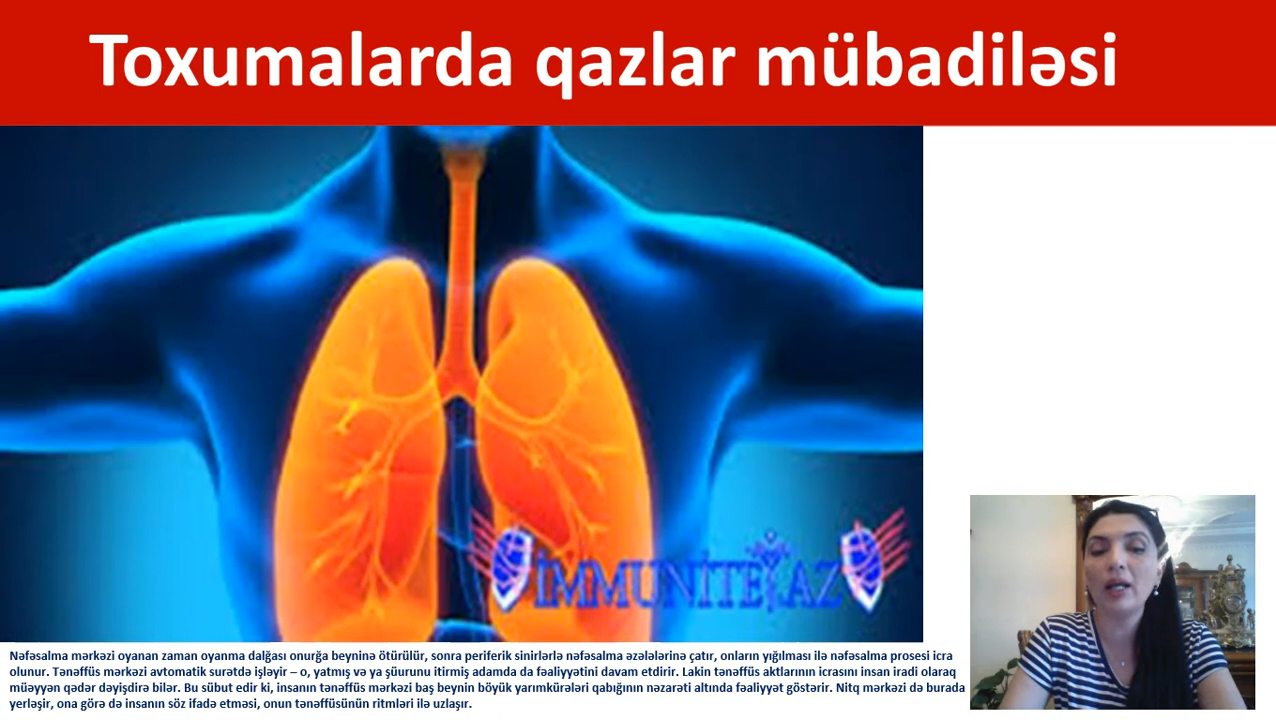 Toxumalarda qazlar mübadiləsi
İMMUNİTET.AZ
Nəfəsalma mərkəzi oyanan zaman oyanma dalğası onurğa beyninə ötürülür, sonra periferik sinirlərlə nəfəsalma əzələlərinə çatır, onların yığılması ilə nəfəsalma prosesi icra
olunur. Tənəffüs mərkəzi avtomatik surətdə işləyir – o, yatmış və ya şüurunu itirmiş adamda da fəaliyyətini davam etdirir. Lakin tənəffüs aktlarının icrasını insan iradi olaraq
müəyyən qədər dəyişdirə bilər. Bu sübut edir ki, insanın tənəffüs mərkəzi baş beynin böyük yarımkürələri qabığının nəzarəti altında fəaliyyət göstərir. Nitq mərkəzi də burada
yerləşir, ona görə də insanın söz ifadə etməsi, onun tənəffüsünün ritmləri ilə uzlaşır.